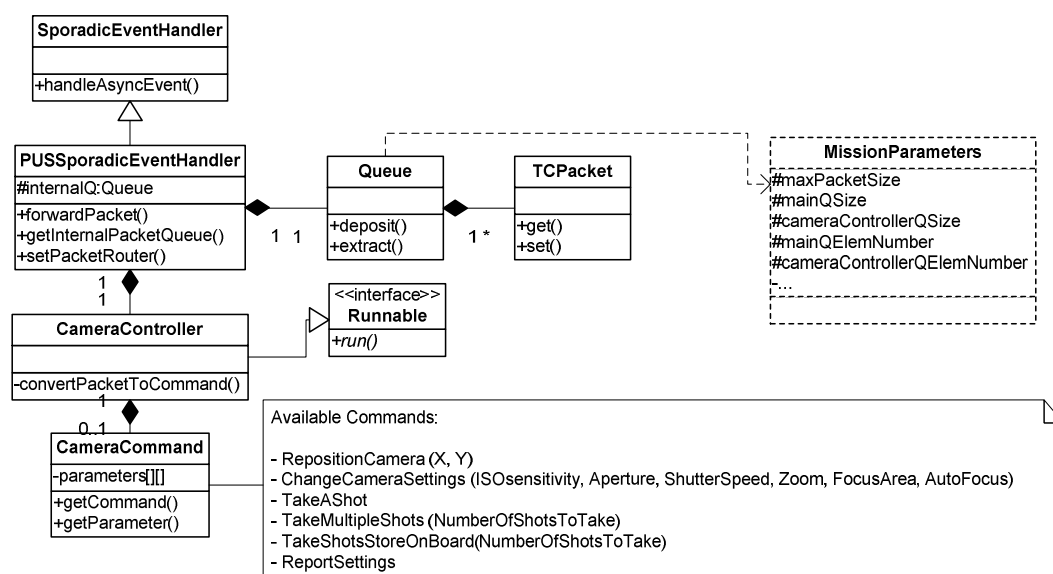 SporadicEventHandler
+handleAsyncEvent()
PUSSporadicEventHandler
#internalQ:Queue
+forwardPacket()
+getInternalPacketQueue()
+setPacketRouter()
1
1
Queue
+deposit()
+extract()
1 *
TCPacket
+get()
+set()
MissionParameters
#maxPacketSize
#mainQSize
#cameraControllerQSize
#mainQElemNumber
#cameraControllerQElemNumber
-...
1
1
<<interface>>
Runnable
+run()
CameraController
-convertPacketToCommand()
1
0..1
CameraCommand
-parameters[][]
+getCommand()
+getParameter()
Available Commands:
- RepositionCamera (X, Y)
- ChangeCameraSettings (ISOsensitivity, Aperture, ShutterSpeed, Zoom, FocusArea, AutoFocus)
- TakeAShot
- TakeMultipleShots (NumberOfShotsToTake)
- TakeShotsStoreOnBoard(NumberOfShotsToTake)
- ReportSettings